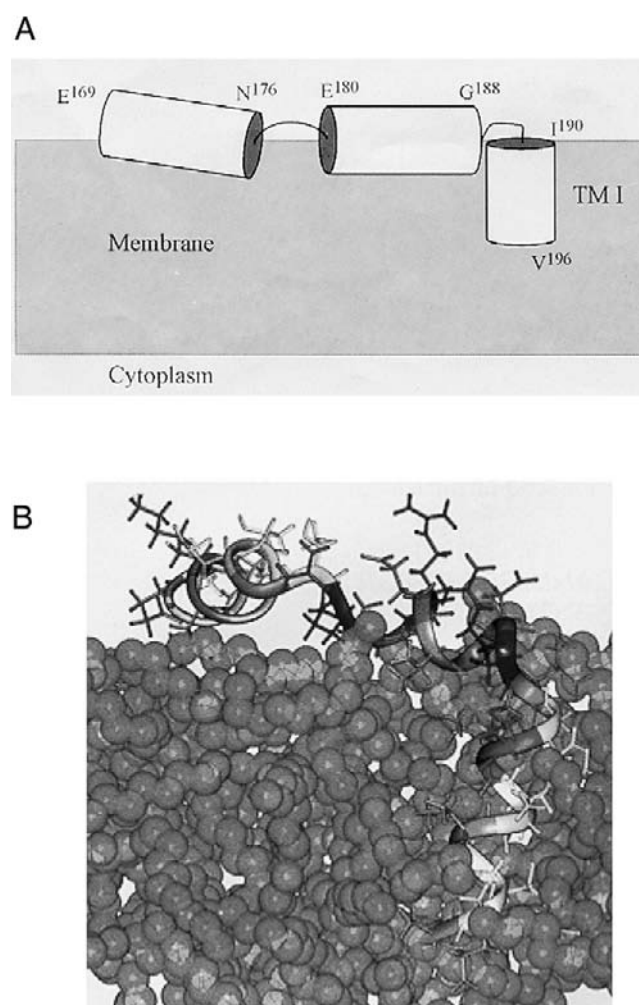 A
E169 N176 E180 G188
I190
TM I
Membrane
V196
Cytoplasm
B